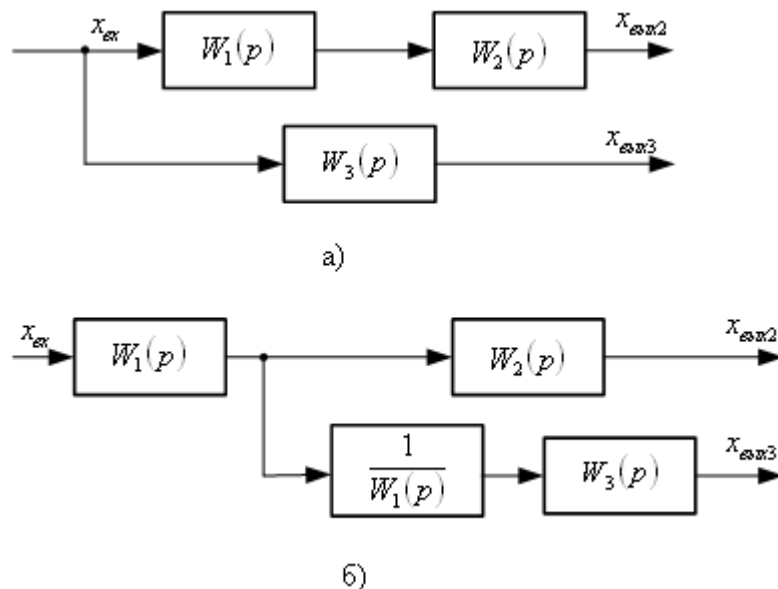 x_вх W₁(p) W₂(p) x_вых2
W₃(p) x_вых3
а)
x_вх W₁(p) W₂(p) x_вых2
1/W₁(p) W₃(p) x_вых3
б)